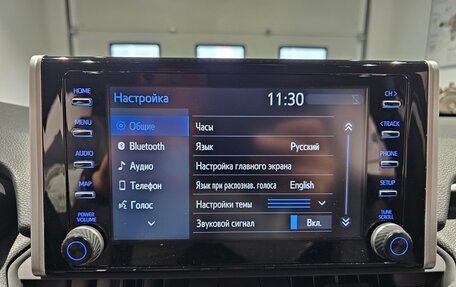 HOME
MENU
AUDIO
MAP
POWER
VOLUME
Настройка
11:30
Общие
Bluetooth
Аудио
Телефон
Голос
Часы
Язык Русский
Настройка главного экрана
Язык при распознав. голоса English
Настройки темы
Звуковой сигнал Вкл.
CH >
<TRACK
PHONE
SETUP
TUNE
SCROLL